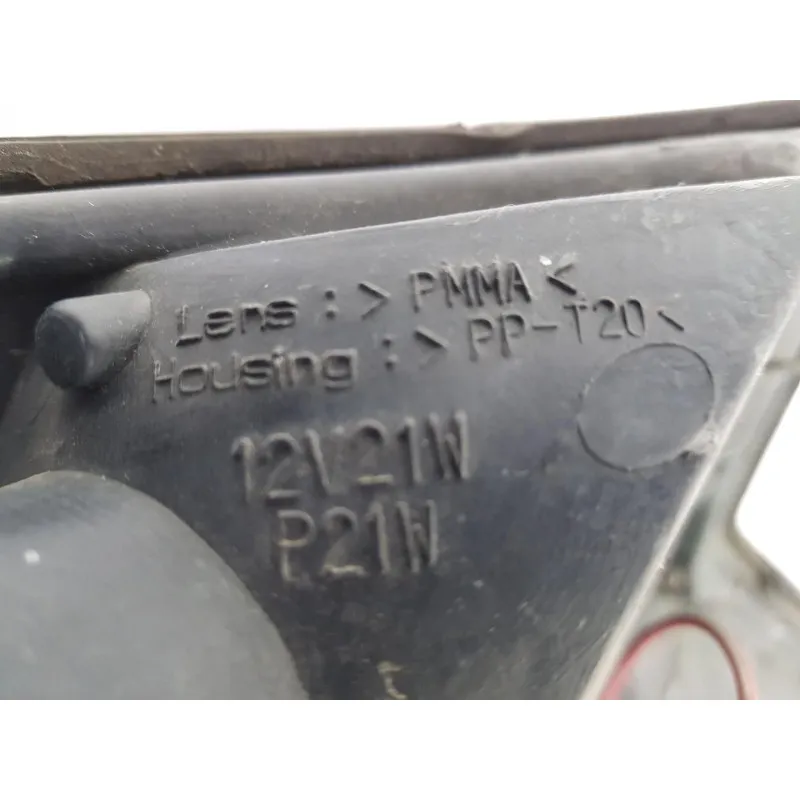 Lens : > PMMA <
Housing : > PP-T20 <
12V21W
P21W